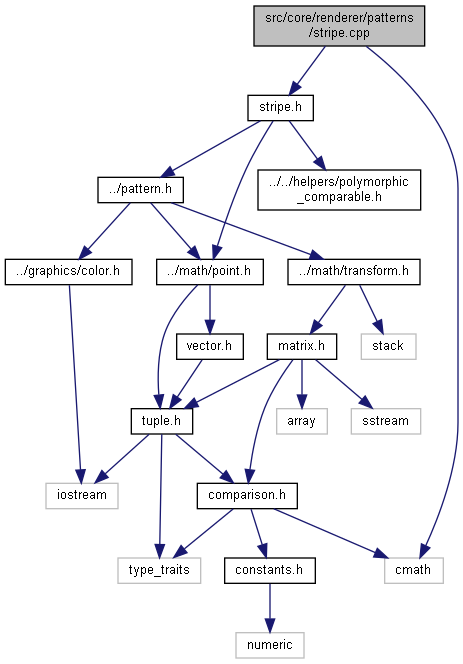 src/core/renderer/patterns
/stripe.cpp
stripe.h
../pattern.h
../../helpers/polymorphic
_comparable.h
../graphics/color.h
../math/point.h
../math/transform.h
vector.h
matrix.h
stack
tuple.h
array
sstream
iostream
comparison.h
type_traits
constants.h
cmath
numeric